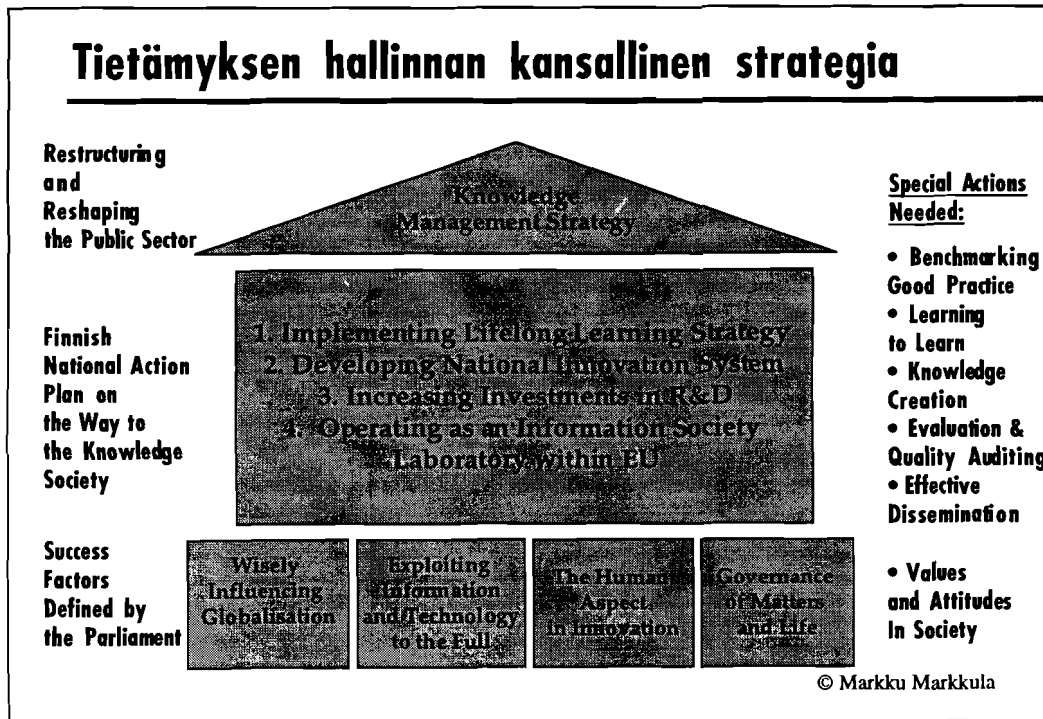 Tietämyksen hallinnan kansallinen strategia
Restructuring
and
Reshaping
the Public Sector
Knowledge
Management Strategy
Finnish
National Action
Plan on
the Way to
the Knowledge
Society
1. Implementing Lifelong Learning Strategy
2. Developing National Innovation System
3. Increasing Investments in R&D
4. Operating as an Information Society
Laboratory within EU
Success
Factors
Defined by
the Parliament
Wisely
Influencing
Globalisation
Exploiting
Information
and Technology
to the Full
The Human
Aspect
in Innovation
Governance
of Matters
and Life
Special Actions
Needed:
• Benchmarking
Good Practice
• Learning
to Learn
• Knowledge
Creation
• Evaluation &
Quality Auditing
• Effective
Dissemination
• Values
and Attitudes
In Society
© Markku Markkula